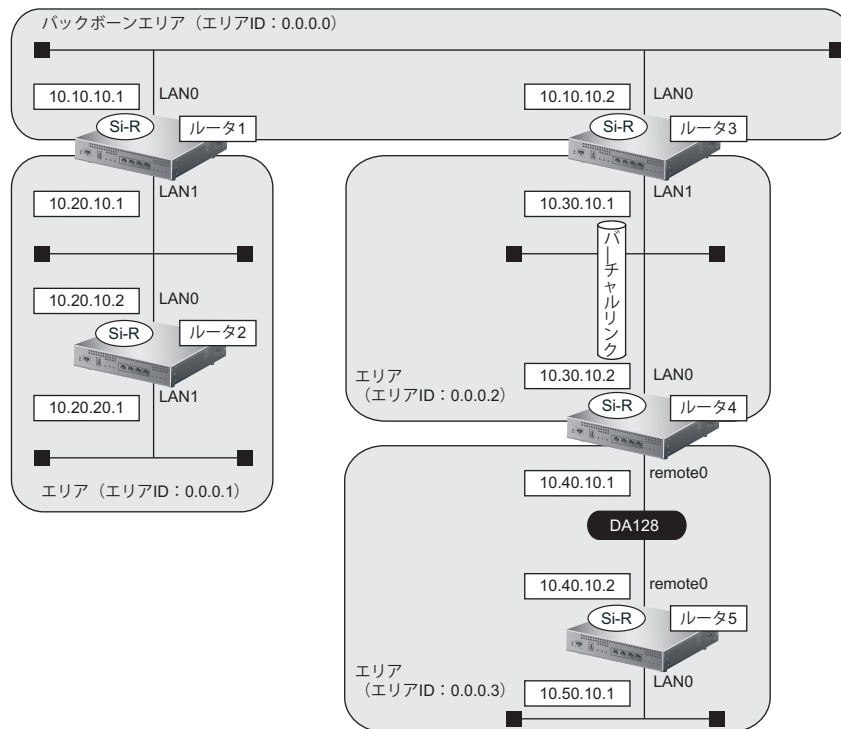 バックボーンエリア（エリアID：0.0.0.0）
10.10.10.1
LAN0
10.10.10.2
LAN0
Si-R
ルータ1
Si-R
ルータ3
10.20.10.1
LAN1
10.30.10.1
LAN1
バーチャルリンク
10.20.10.2
LAN0
Si-R
ルータ2
10.20.20.1
LAN1
エリア（エリアID：0.0.0.1）
エリア
（エリアID：0.0.0.2）
10.30.10.2
LAN0
Si-R
ルータ4
10.40.10.1
remote0
DA128
10.40.10.2
remote0
Si-R
ルータ5
エリア
（エリアID：0.0.0.3）
10.50.10.1
LAN0